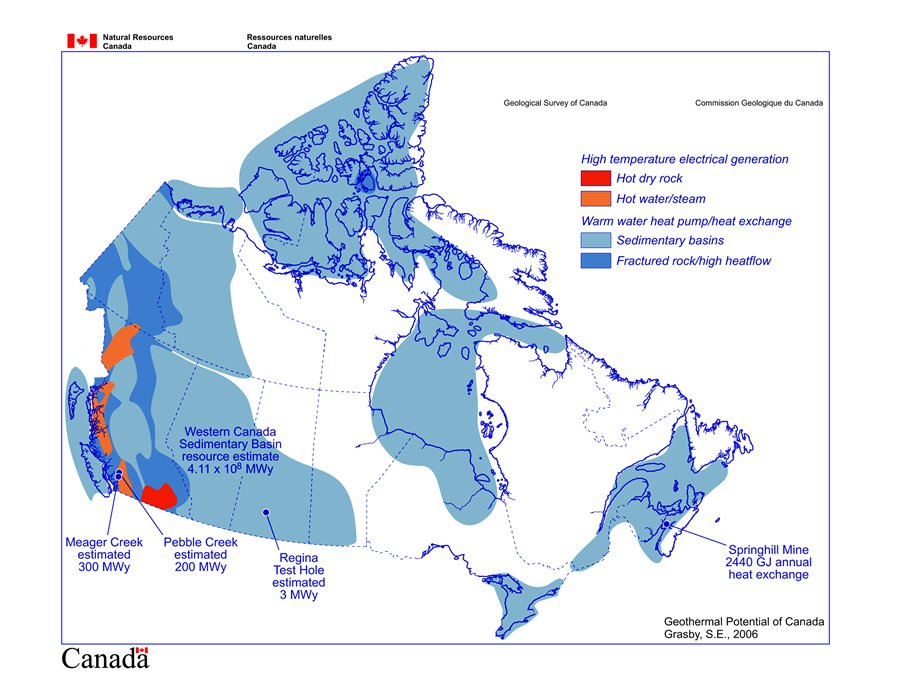 Natural Resources
Canada
Ressources naturelles
Canada
Geological Survey of Canada
Commission Geologique du Canada
High temperature electrical generation
Hot dry rock
Hot water/steam
Warm water heat pump/heat exchange
Sedimentary basins
Fractured rock/high heatflow
Western Canada
Sedimentary Basin
resource estimate
4.11 x 10⁸ MWy
Meager Creek
estimated
300 MWy
Pebble Creek
estimated
200 MWy
Regina
Test Hole
estimated
3 MWy
Springhill Mine
2440 GJ annual
heat exchange
Geothermal Potential of Canada
Grasby, S.E., 2006
Canada